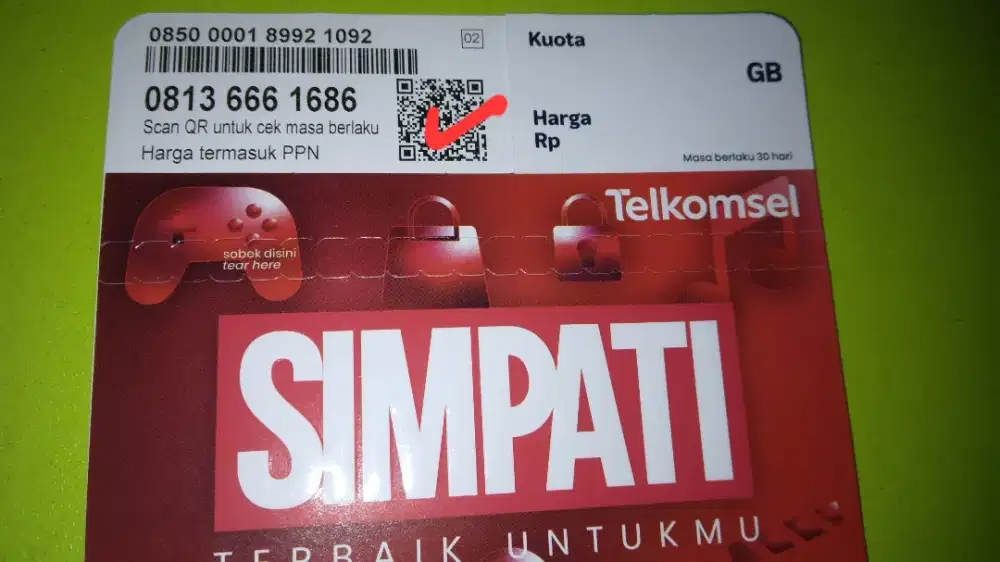 0850 0001 8992 1092
02
0813 666 1686
Scan QR untuk cek masa berlaku
Harga termasuk PPN
Kuota
GB
Harga
Rp
Masa berlaku 30 hari
Telkomsel
sobek disini
tear here
SIMPATI
TERBAIK UNTUKMU